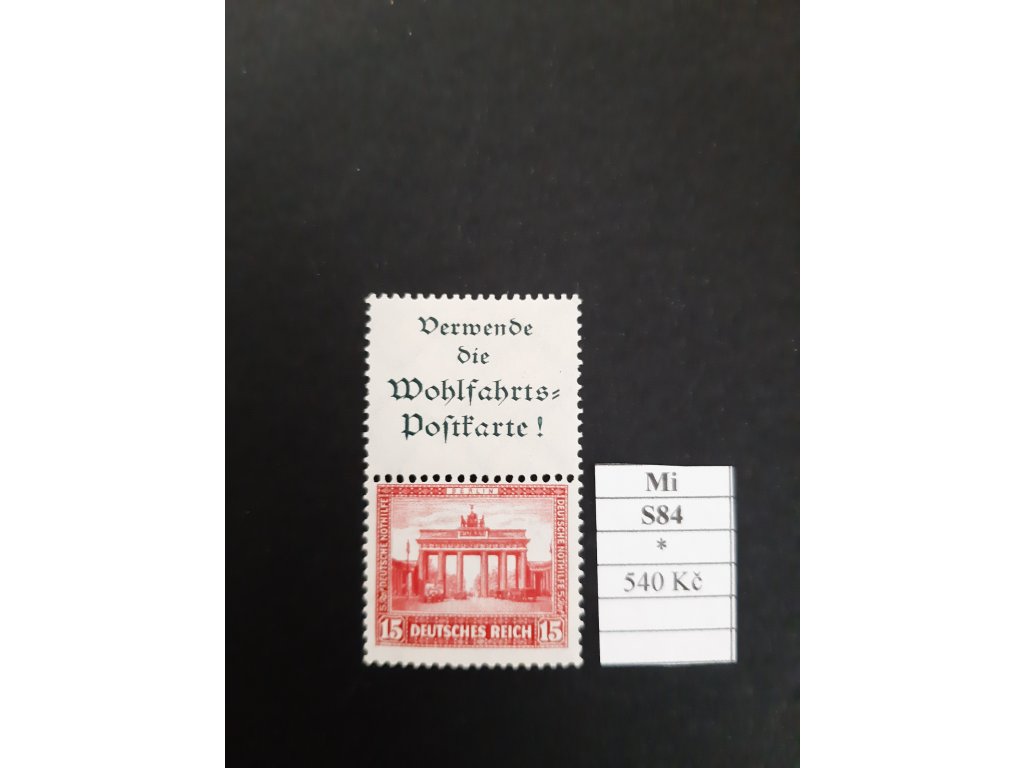 Verwende
die
Wohlfahrts-
Postkarte!
BERLIN
DEUTSCHE NOTHILFE
DEUTSCHE NOTHILFE
15 DEUTSCHES REICH 15
Mi
S84
*
540 Kč